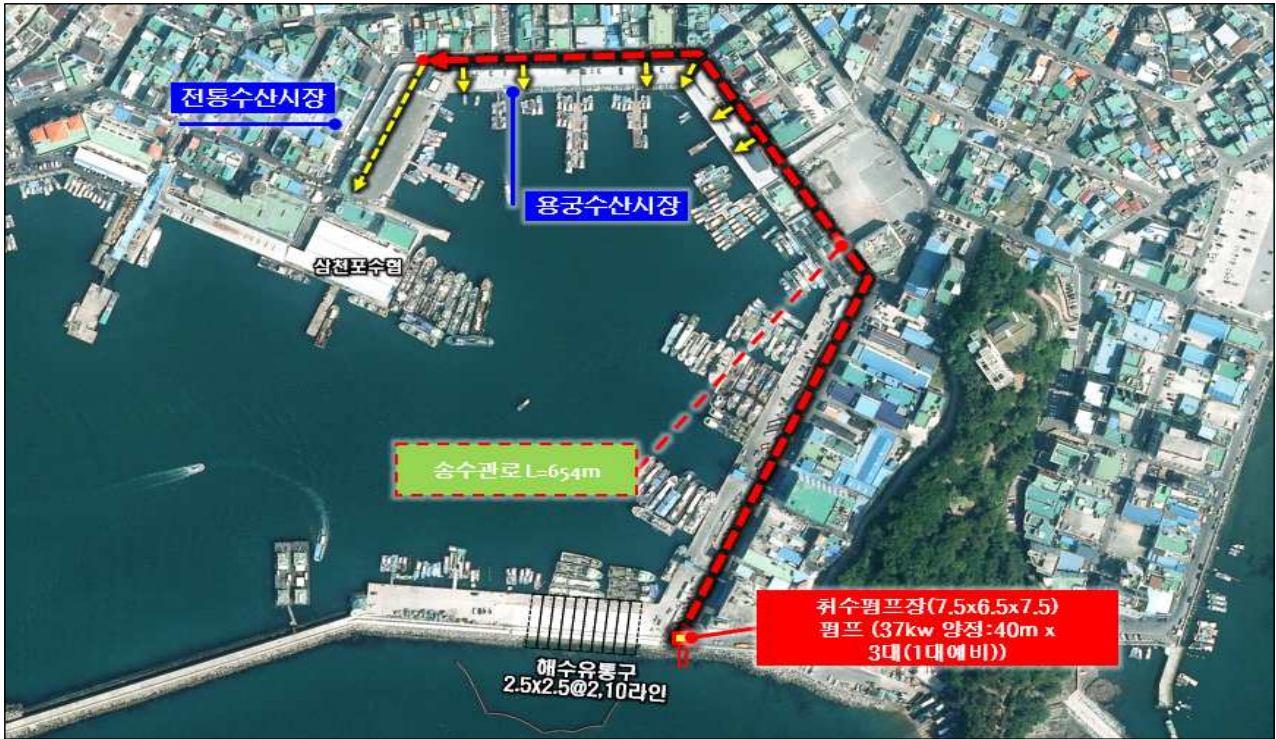 전통수산시장
용궁수산시장
삼천포수협
송수관로 L=654m
취수펌프장(7.5x6.5x7.5)
펌프 (37kw 양정:40m x
3대(1대예비))
해수유통구
2.5x2.5@2,10라인